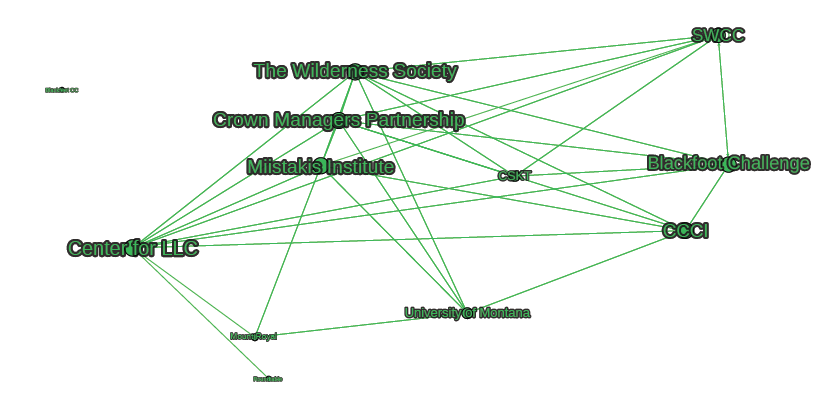 SWCC
The Wilderness Society
Crown Managers Partnership
Blackfoot Challenge
Miistakis Institute
CSKT
CCCI
Center for LLC
University of Montana
Mount Royal